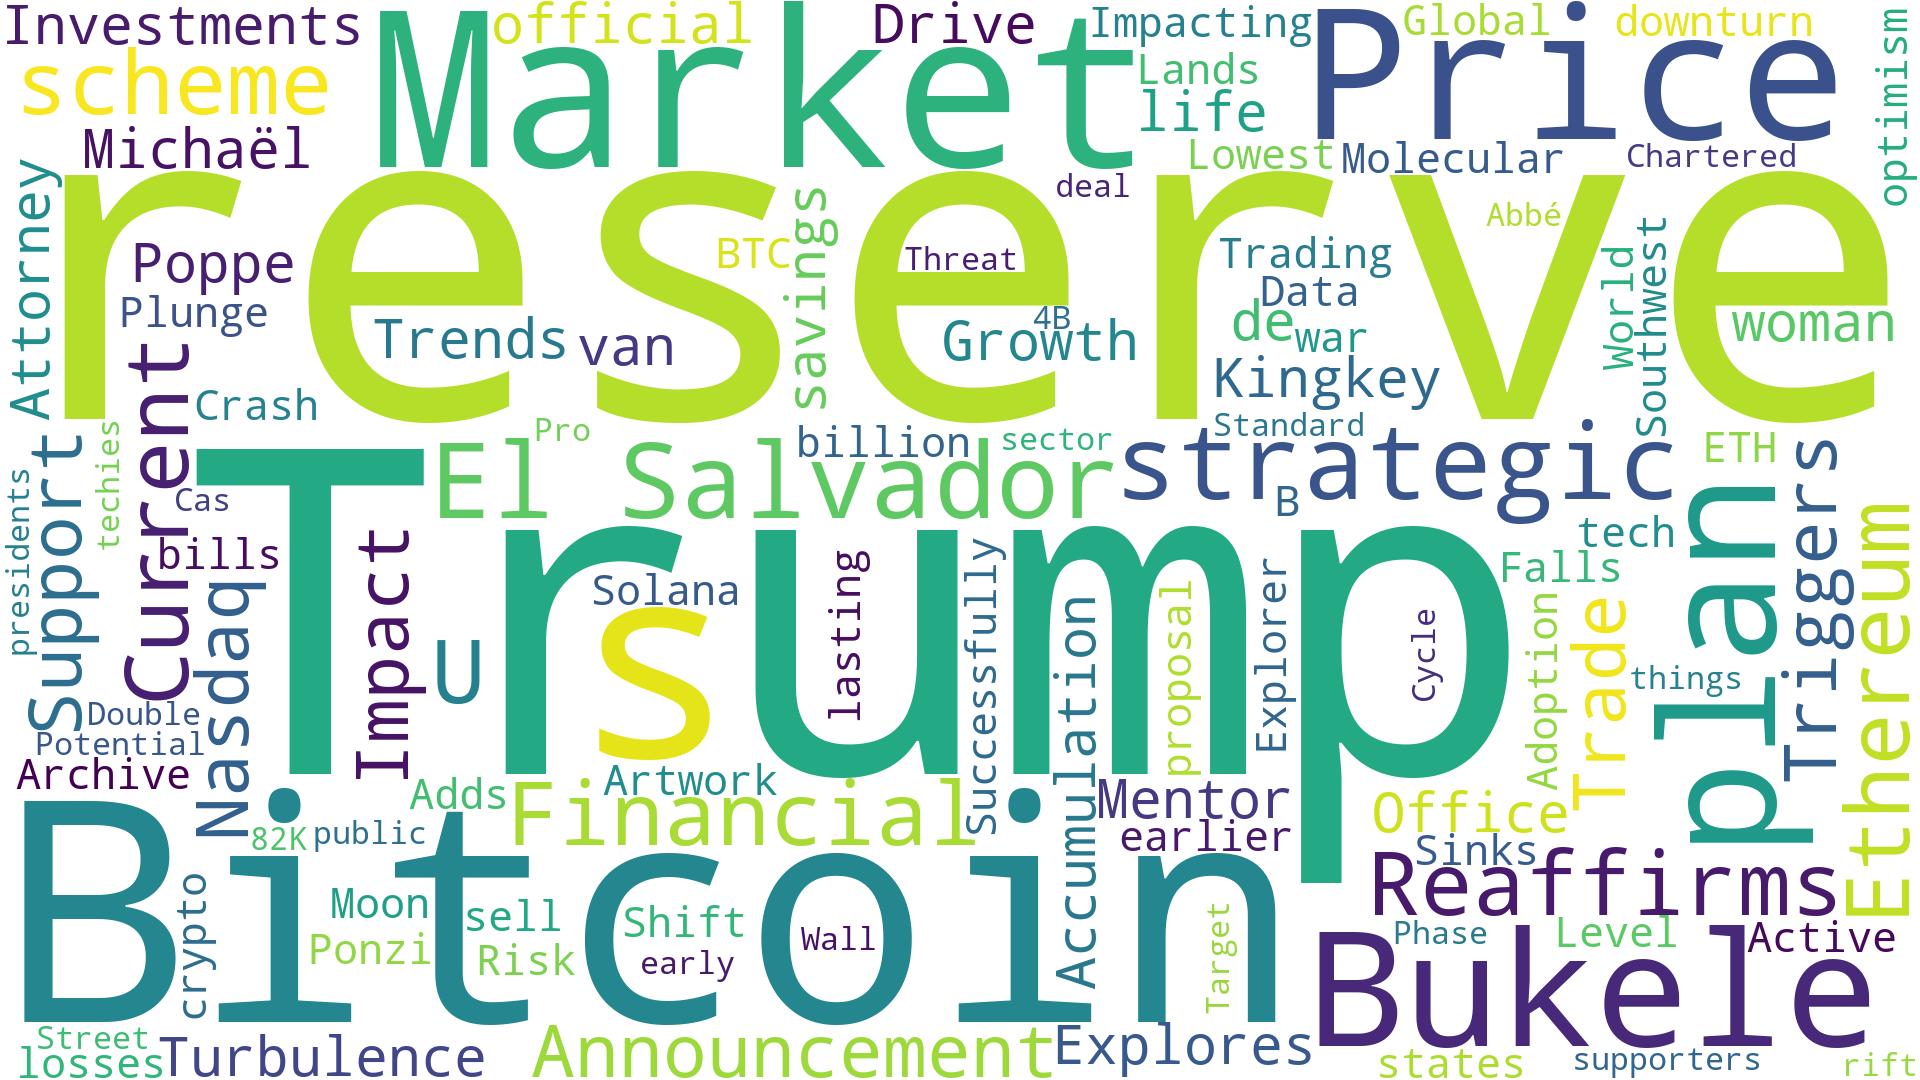 Investments
official
Drive
Impacting
Global
downturn
optimism
scheme
Market
Lands
life
Price
Michaël
Lowest
Molecular
Chartered
deal
Attorney
reserve
savings
Abbé
Poppe
BTC
Threat
Trading
World
Southwest
Plunge
Data
Trends
van
4B
Growth
de
war
woman
Kingkey
Current
Crash
techies
Pro
billion
sector
Standard
Support
El Salvador
strategic
ETH
Triggers
presidents
Cas
B
tech
plan
bills
Trump
Impact
Nasdaq
Solana
s
U
lasting
Successfully
Accumulation
proposal
Explorer
Cycle
Falls
Adoption
Trade
things
Ethereum
Double
Potential
Archive
Adds
Artwork
Financial
Mentor
Office
82K
public
earlier
Sinks
Bitcoin
crypto
Moon
sell
Shift
Wall
Reaffirms
Ponzi
Risk
early
Target
Phase
Level
Active
Bukele
Street
losses
Turbulence
Announcement
Explores
states
supporters
rift